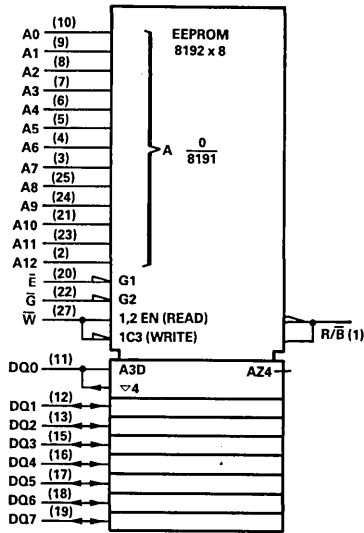 EEPROM
8192 x 8
A0 (10)
A1 (9)
A2 (8)
A3 (7)
A4 (6)
A5 (5)
A6 (4)
A7 (3)
A8 (25)
A9 (24)
A10 (21)
A11 (23)
A12 (2)
A 0
8191
E̅ (20) G1
G̅ (22) G2
W̅ (27) 1,2 EN (READ)
1C3 (WRITE)
R/B̅ (1)
DQ0 (11) A3D AZ4
▽4
DQ1 (12)
DQ2 (13)
DQ3 (15)
DQ4 (16)
DQ5 (17)
DQ6 (18)
DQ7 (19)